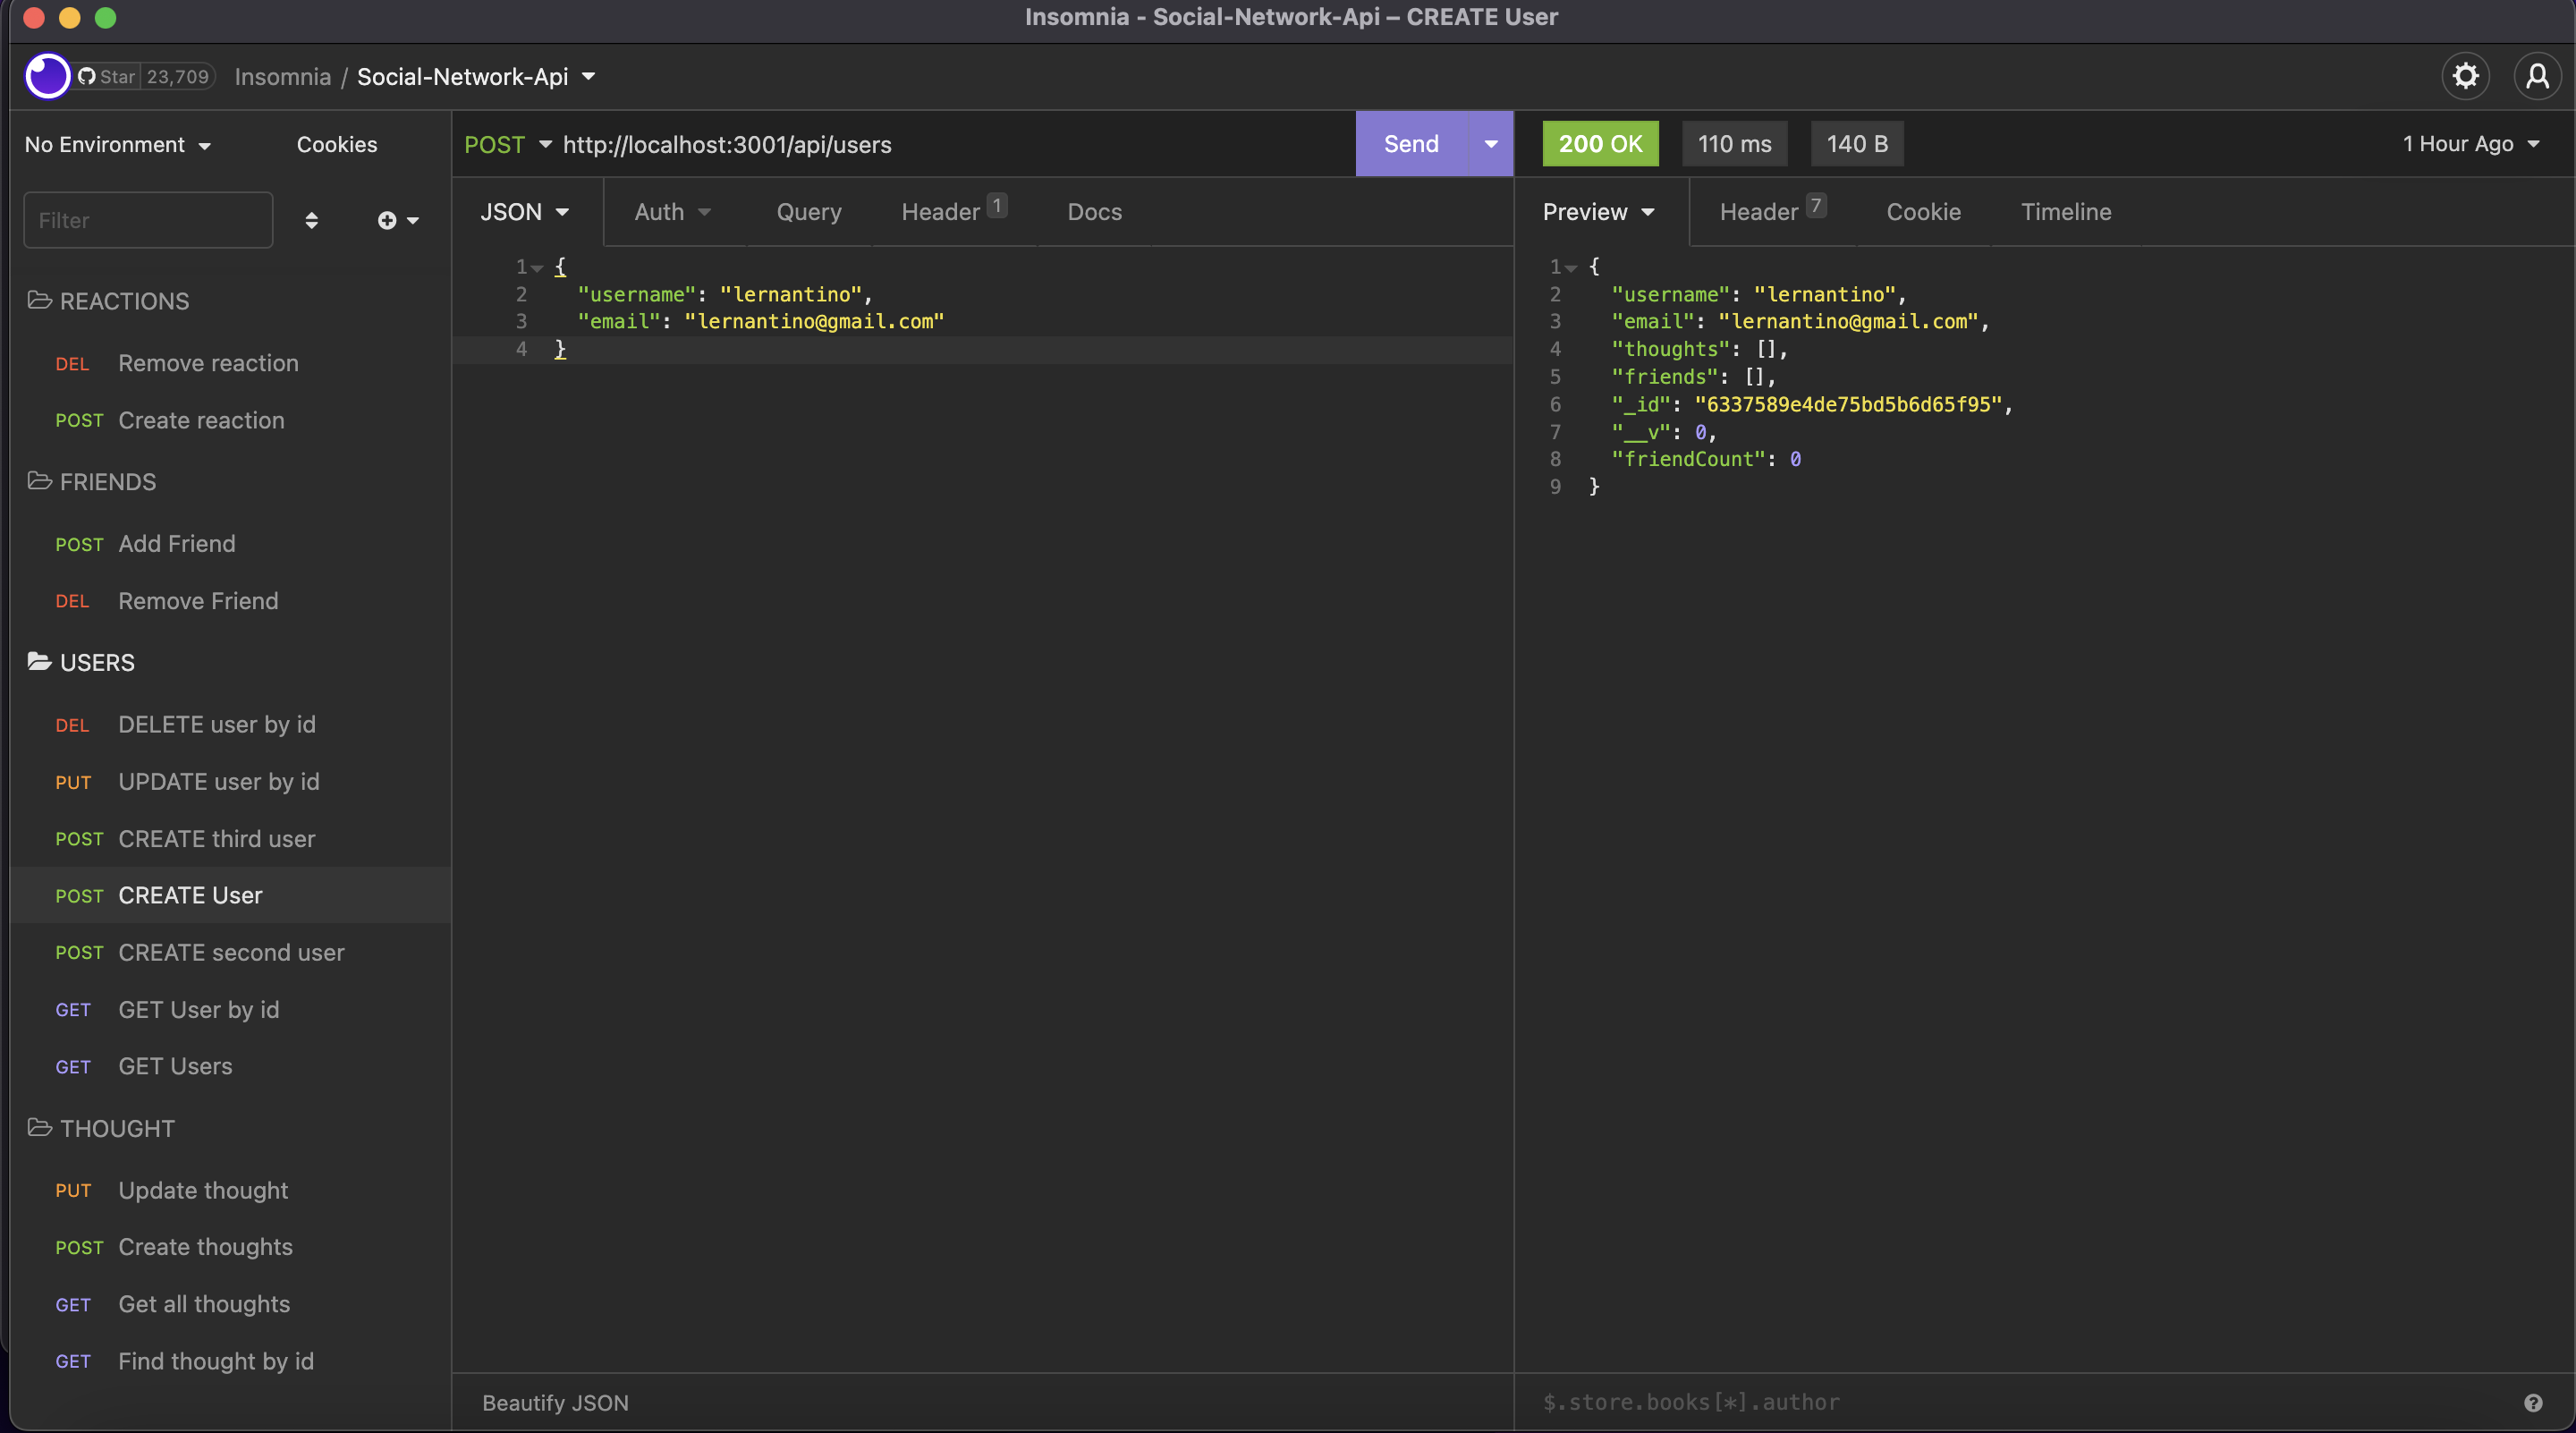 Insomnia - Social-Network-Api – CREATE User
Star 23,709 Insomnia / Social-Network-Api
No Environment Cookies
Filter
REACTIONS
DEL Remove reaction
POST Create reaction
FRIENDS
POST Add Friend
DEL Remove Friend
USERS
DEL DELETE user by id
PUT UPDATE user by id
POST CREATE third user
POST CREATE User
POST CREATE second user
GET GET User by id
GET GET Users
THOUGHT
PUT Update thought
POST Create thoughts
GET Get all thoughts
GET Find thought by id
POST http://localhost:3001/api/users Send
JSON Auth Query Header 1 Docs
1 {
2 "username": "lernantino",
3 "email": "lernantino@gmail.com"
4 }
Beautify JSON
200 OK 110 ms 140 B 1 Hour Ago
Preview Header 7 Cookie Timeline
1 {
2 "username": "lernantino",
3 "email": "lernantino@gmail.com",
4 "thoughts": [],
5 "friends": [],
6 "_id": "6337589e4de75bd5b6d65f95",
7 "__v": 0,
8 "friendCount": 0
9 }
$.store.books[*].author ?